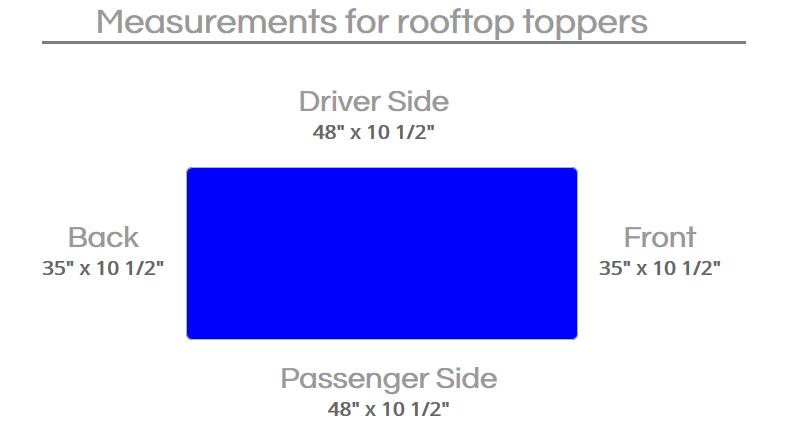 Measurements for rooftop toppers
Driver Side
48" x 10 1/2"
Back
35" x 10 1/2"
Front
35" x 10 1/2"
Passenger Side
48" x 10 1/2"